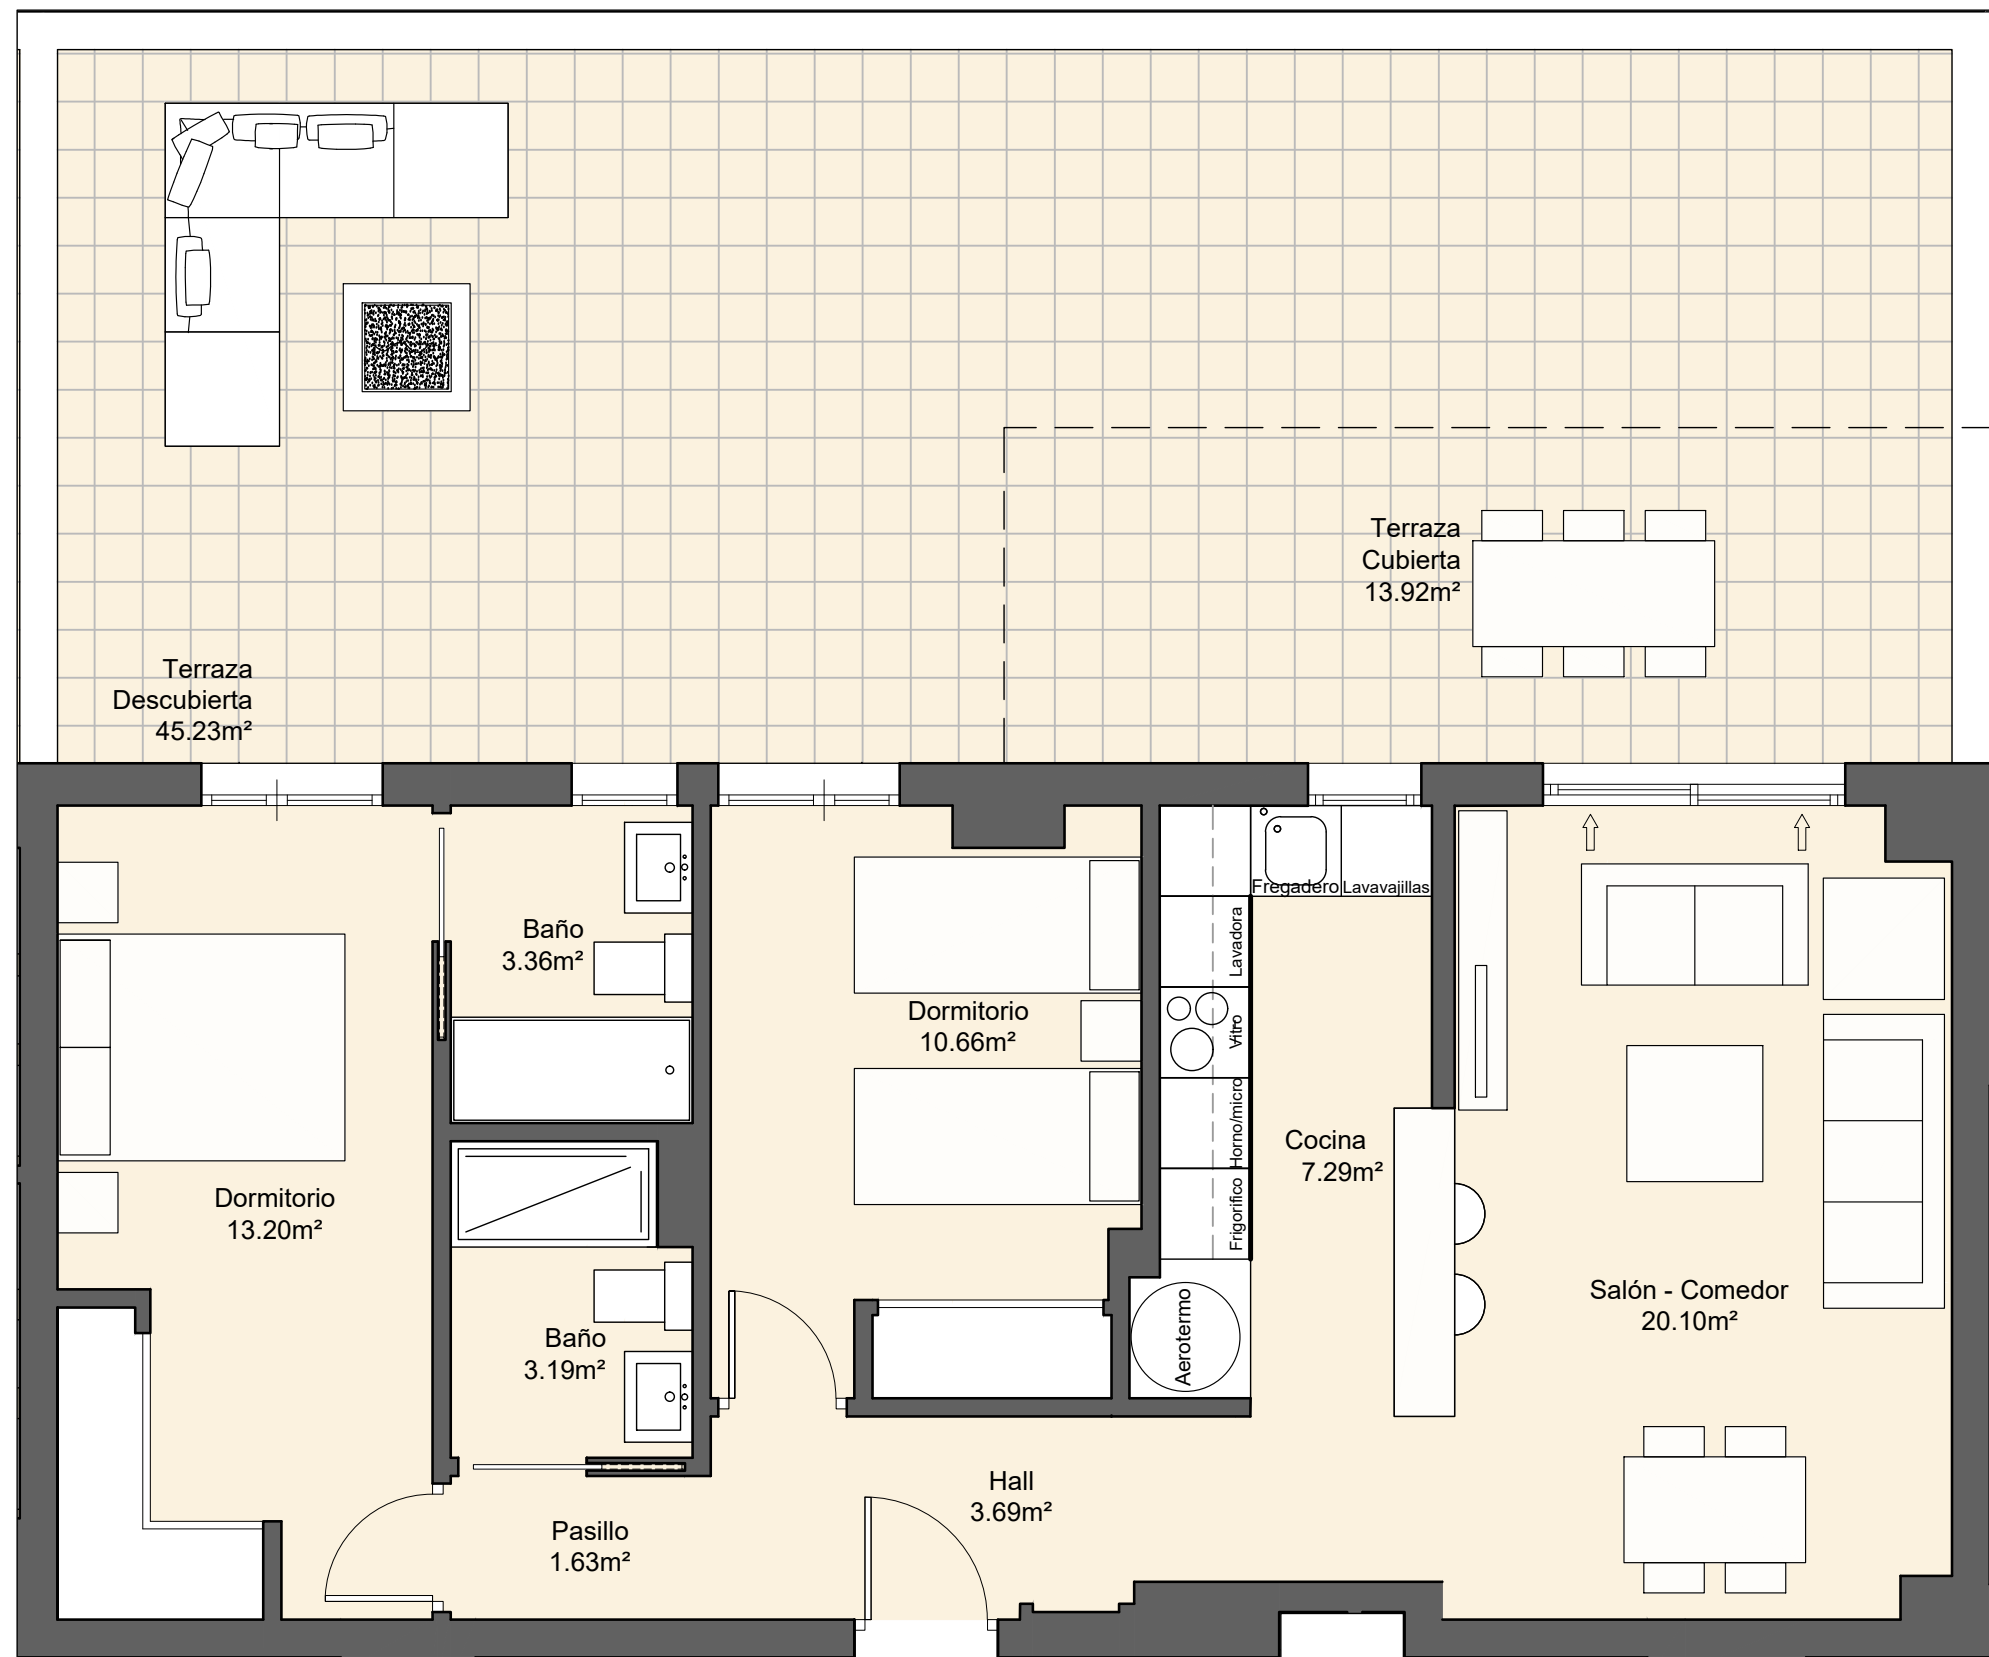 Terraza
Cubierta
13.92m²
Terraza
Descubierta
45.23m²
Fregadero
Lavavajillas
Lavadora
Baño
3.36m²
Dormitorio
10.66m²
Vitro
Horno/micro
Cocina
7.29m²
Frigorifico
Dormitorio
13.20m²
Salón - Comedor
20.10m²
Baño
3.19m²
Aerotermo
Hall
3.69m²
Pasillo
1.63m²